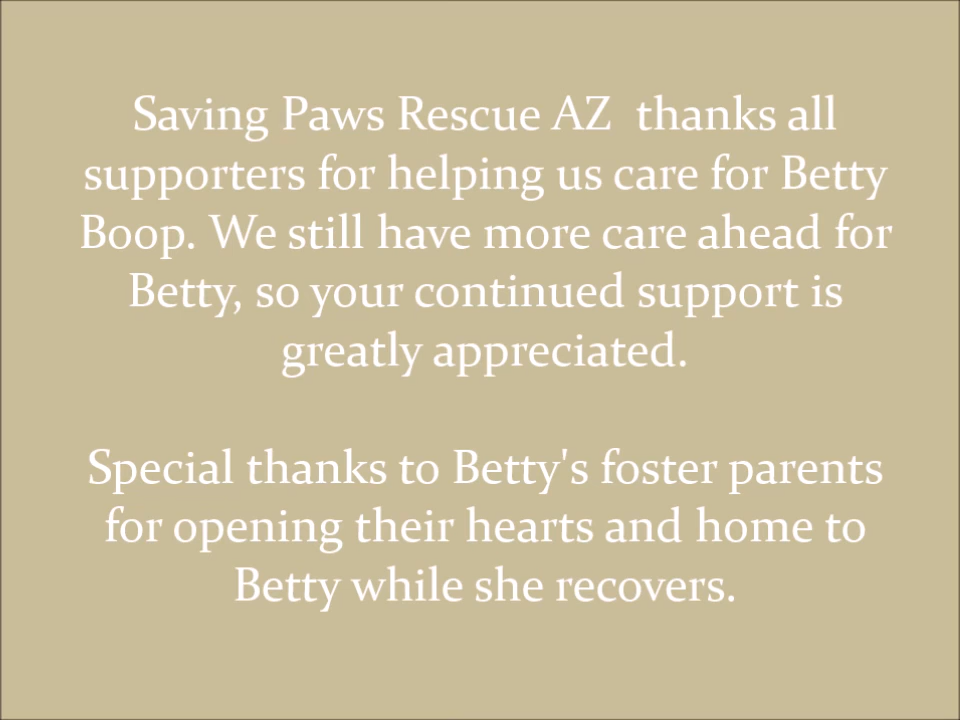 Saving Paws Rescue AZ  thanks all
supporters for helping us care for Betty
Boop. We still have more care ahead for
Betty, so your continued support is
greatly appreciated.
Special thanks to Betty's foster parents
for opening their hearts and home to
Betty while she recovers.